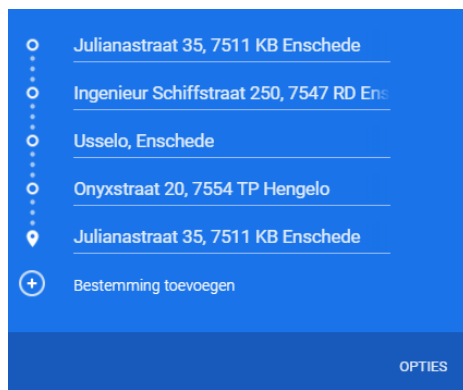 Julianastraat 35, 7511 KB Enschede
Ingenieur Schiffstraat 250, 7547 RD Ens
Usselo, Enschede
Onyxstraat 20, 7554 TP Hengelo
Julianastraat 35, 7511 KB Enschede
Bestemming toevoegen
OPTIES